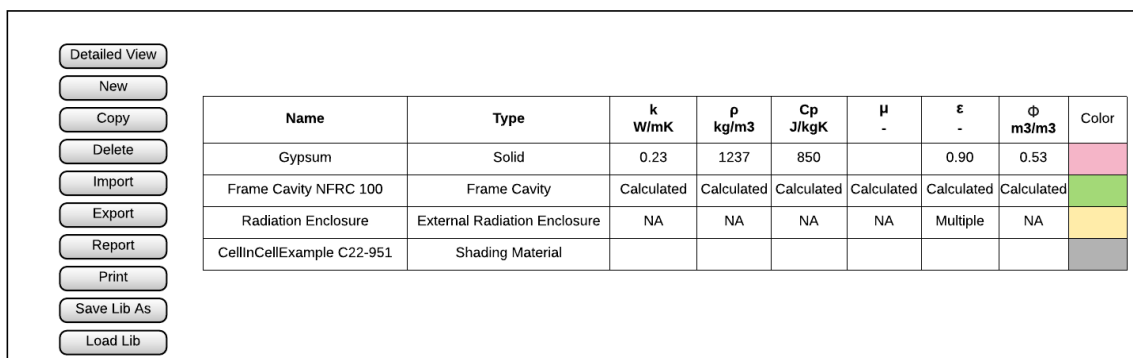 Detailed View
New
Copy
Delete
Import
Export
Report
Print
Save Lib As
Load Lib
Name Type k W/mK ρ kg/m3 Cp J/kgK μ - ε - Φ m3/m3 Color
Gypsum Solid 0.23 1237 850 0.90 0.53
Frame Cavity NFRC 100 Frame Cavity Calculated Calculated Calculated Calculated Calculated Calculated
Radiation Enclosure External Radiation Enclosure NA NA NA NA Multiple NA
CellInCellExample C22-951 Shading Material